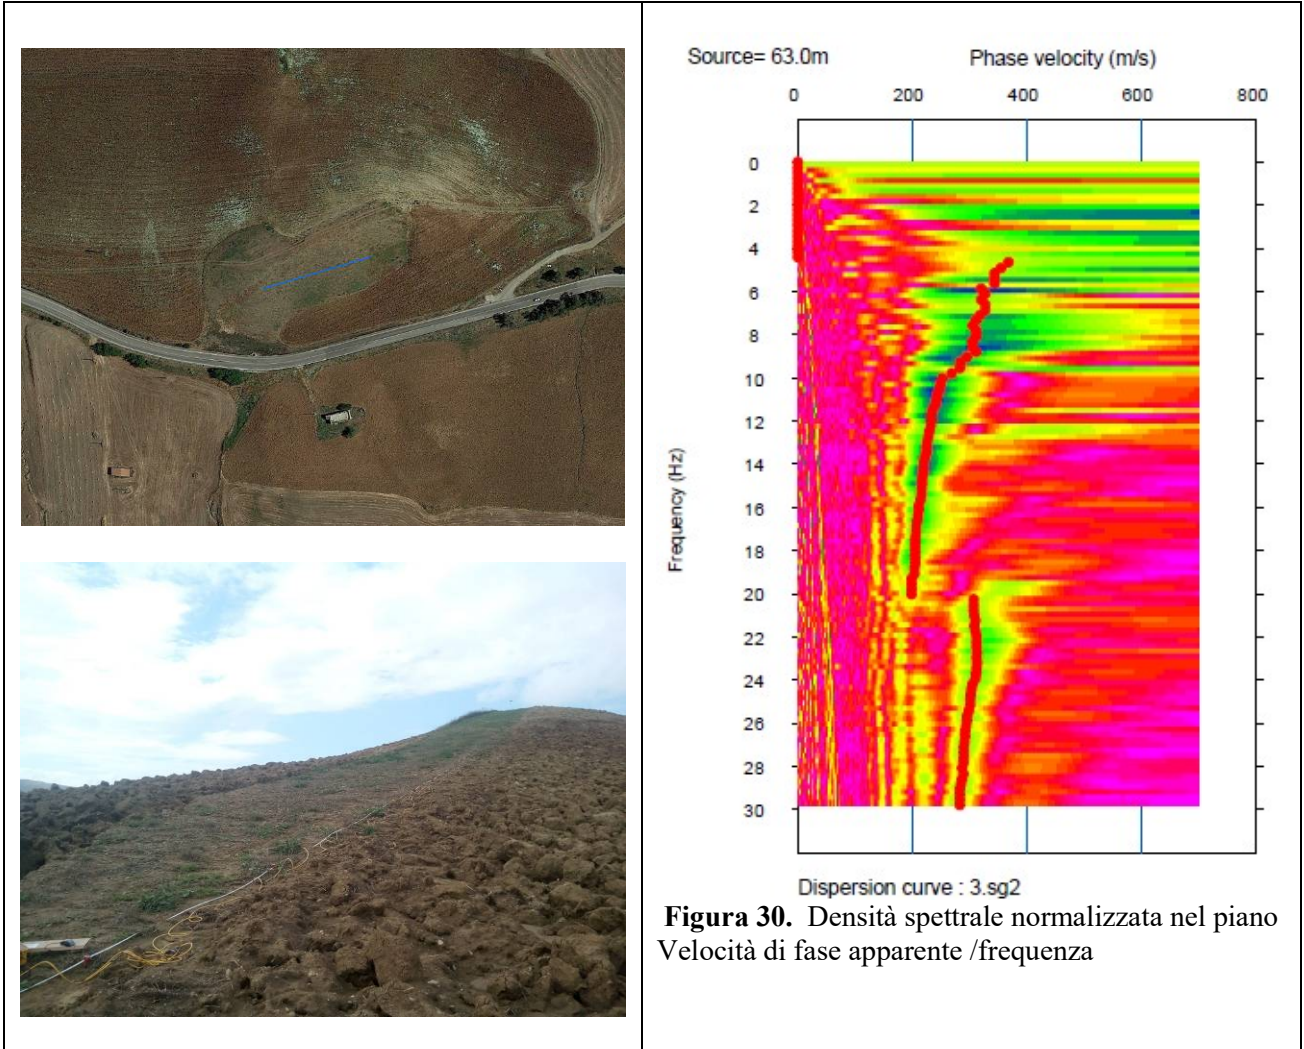 Source= 63.0m
Phase velocity (m/s)
0 200 400 600 800
0
2
4
6
8
10
12
14
16
18
20
22
24
26
28
30
Frequency (Hz)
Dispersion curve : 3.sg2
Figura 30. Densità spettrale normalizzata nel piano
Velocità di fase apparente /frequenza